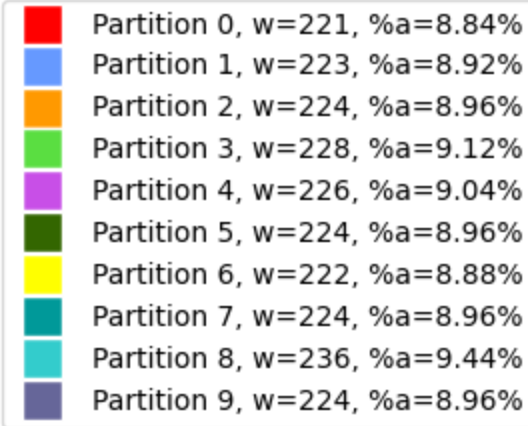 Partition 0, w=221, %a=8.84%
Partition 1, w=223, %a=8.92%
Partition 2, w=224, %a=8.96%
Partition 3, w=228, %a=9.12%
Partition 4, w=226, %a=9.04%
Partition 5, w=224, %a=8.96%
Partition 6, w=222, %a=8.88%
Partition 7, w=224, %a=8.96%
Partition 8, w=236, %a=9.44%
Partition 9, w=224, %a=8.96%